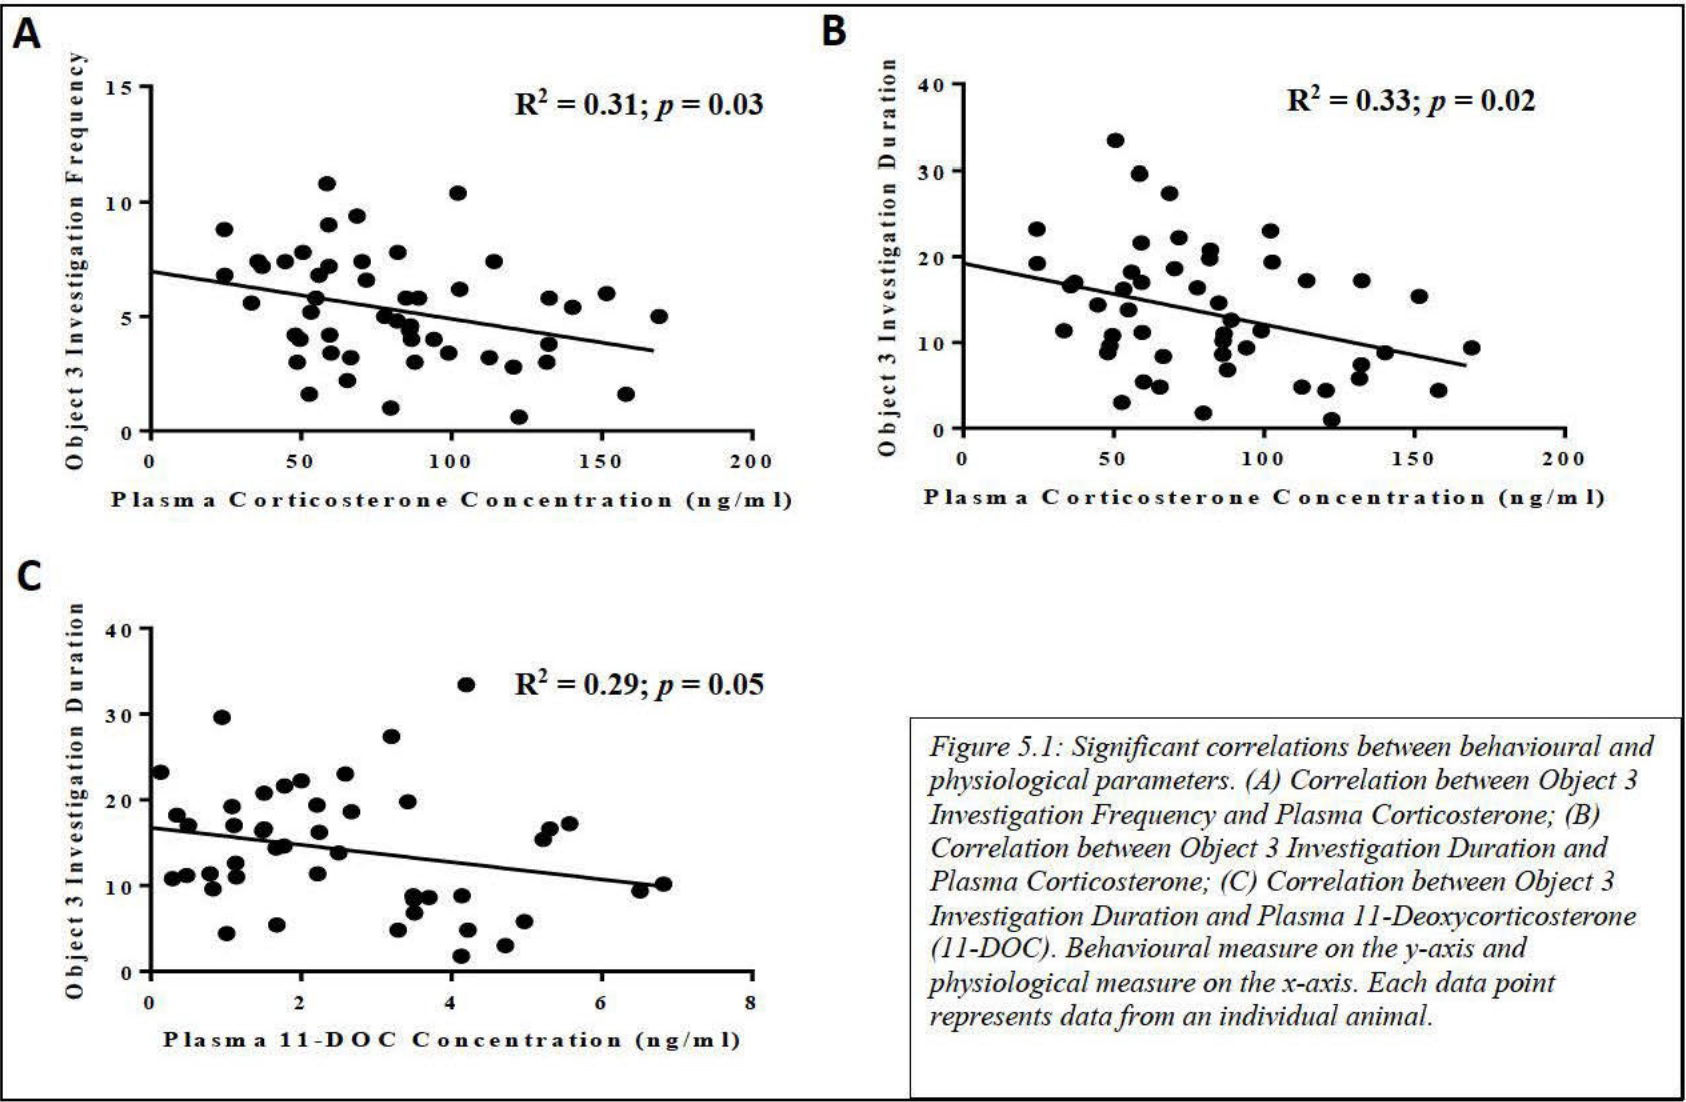 A
Object 3 Investigation Frequency
15
10
5
0
R² = 0.31; p = 0.03
0 50 100 150 200
Plasma Corticosterone Concentration (ng/ml)
B
Object 3 Investigation Duration
40
30
20
10
0
R² = 0.33; p = 0.02
0 50 100 150 200
Plasma Corticosterone Concentration (ng/ml)
C
Object 3 Investigation Duration
40
30
20
10
0
R² = 0.29; p = 0.05
0 2 4 6 8
Plasma 11-DOC Concentration (ng/ml)
Figure 5.1: Significant correlations between behavioural and
physiological parameters. (A) Correlation between Object 3
Investigation Frequency and Plasma Corticosterone; (B)
Correlation between Object 3 Investigation Duration and
Plasma Corticosterone; (C) Correlation between Object 3
Investigation Duration and Plasma 11-Deoxycorticosterone
(11-DOC). Behavioural measure on the y-axis and
physiological measure on the x-axis. Each data point
represents data from an individual animal.